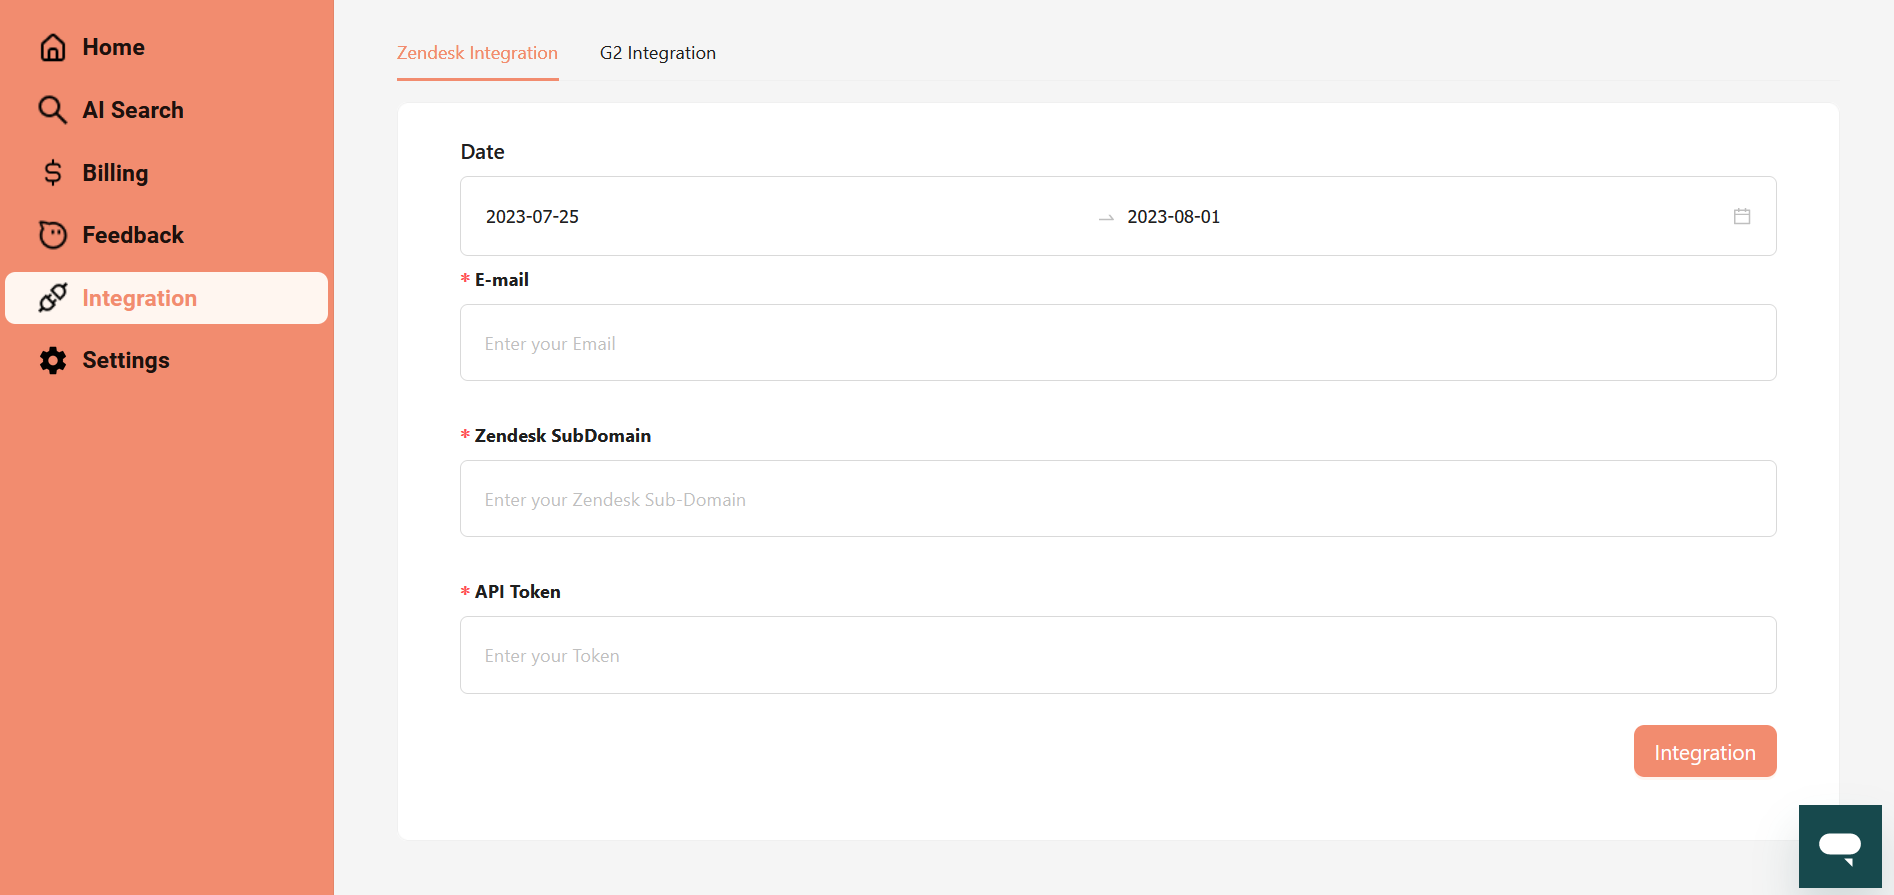 Home
AI Search
Billing
Feedback
Integration
Settings
Zendesk Integration
G2 Integration
Date
2023-07-25 → 2023-08-01
* E-mail
Enter your Email
* Zendesk SubDomain
Enter your Zendesk Sub-Domain
* API Token
Enter your Token
Integration